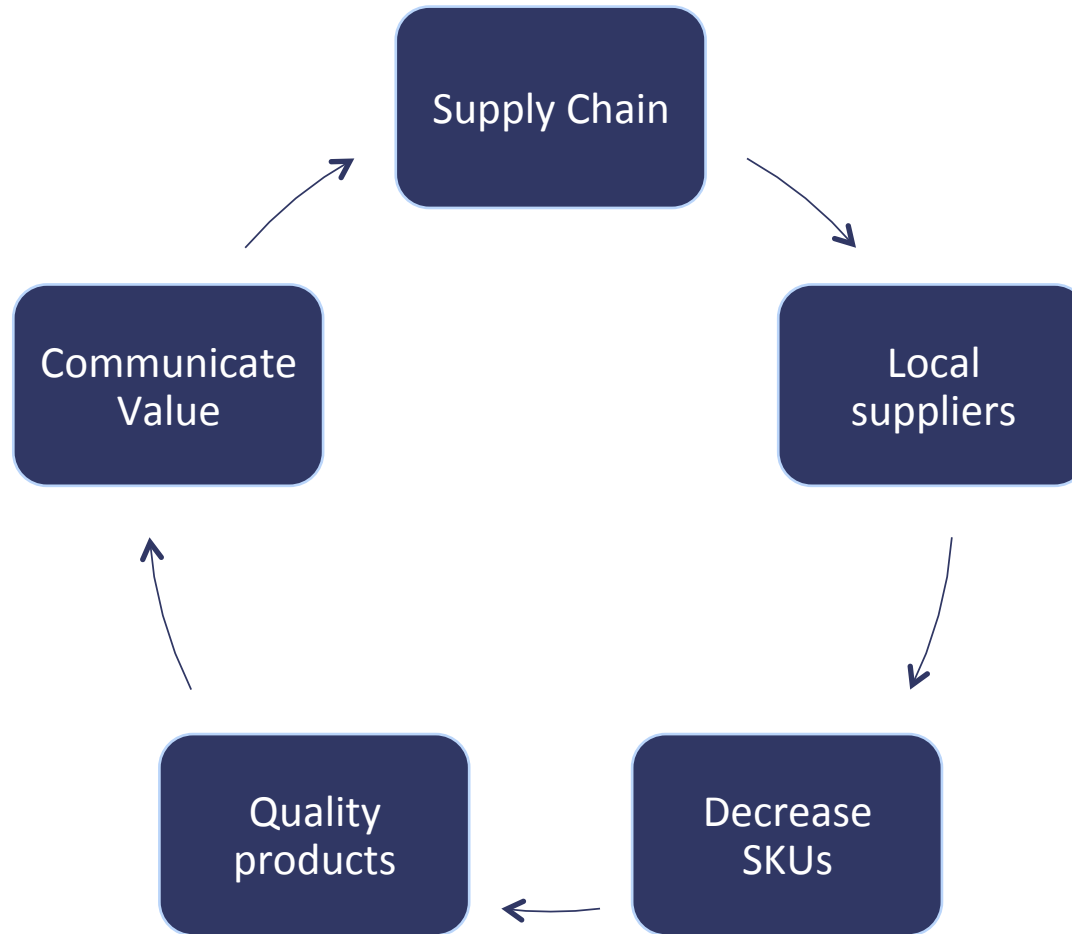 Supply Chain
Local
suppliers
Decrease
SKUs
Quality
products
Communicate
Value